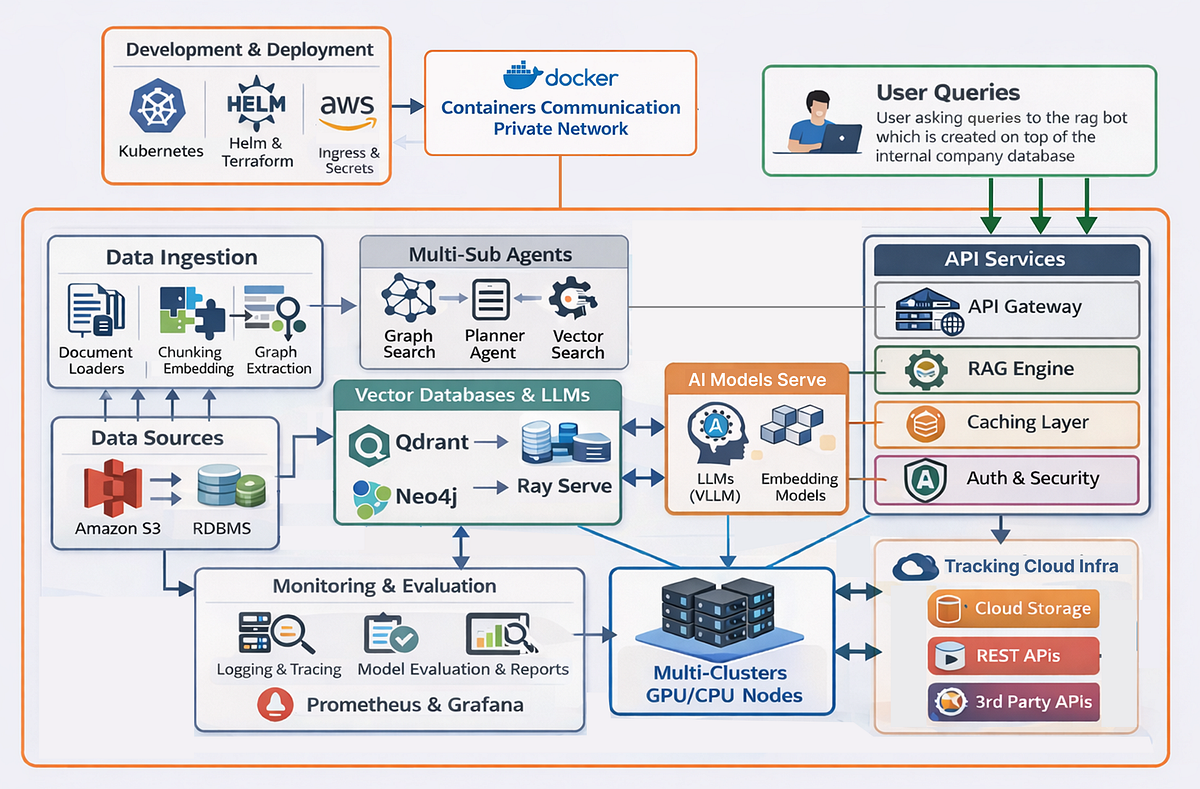 Development & Deployment
Kubernetes
HELM
Helm &
Terraform
aws
Ingress &
Secrets
docker
Containers Communication
Private Network
User Queries
User asking queries to the rag bot
which is created on top of the
internal company database
Data Ingestion
Document
Loaders
Chunking
Embedding
Graph
Extraction
Multi-Sub Agents
Graph
Search
Planner
Agent
Vector
Search
API Services
API Gateway
RAG Engine
Caching Layer
A
Auth & Security
Data Sources
Amazon S3
RDBMS
Vector Databases & LLMs
Qdrant
Neo4j
Ray Serve
AI Models Serve
A
LLMs
(VLLM)
Embedding
Models
Monitoring & Evaluation
Logging & Tracing
Model Evaluation & Reports
Prometheus & Grafana
Multi-Clusters
GPU/CPU Nodes
Tracking Cloud Infra
Cloud Storage
REST APIs
3rd Party APIs